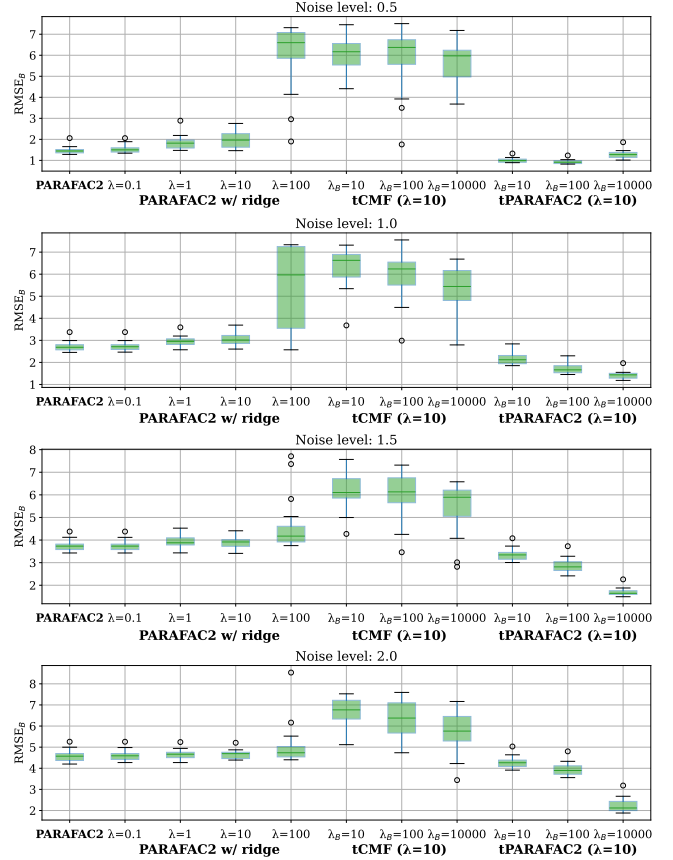 Noise level: 0.5
7
6
5
4
3
2
1
RMSE_B
PARAFAC2 λ=0.1 λ=1 λ=10 λ=100 λ_B=10 λ_B=100 λ_B=10000 λ_B=10 λ_B=100 λ_B=10000
PARAFAC2 w/ ridge tCMF (λ=10) tPARAFAC2 (λ=10)
Noise level: 1.0
7
6
5
4
3
2
1
RMSE_B
PARAFAC2 λ=0.1 λ=1 λ=10 λ=100 λ_B=10 λ_B=100 λ_B=10000 λ_B=10 λ_B=100 λ_B=10000
PARAFAC2 w/ ridge tCMF (λ=10) tPARAFAC2 (λ=10)
Noise level: 1.5
8
7
6
5
4
3
2
RMSE_B
PARAFAC2 λ=0.1 λ=1 λ=10 λ=100 λ_B=10 λ_B=100 λ_B=10000 λ_B=10 λ_B=100 λ_B=10000
PARAFAC2 w/ ridge tCMF (λ=10) tPARAFAC2 (λ=10)
Noise level: 2.0
8
7
6
5
4
3
2
RMSE_B
PARAFAC2 λ=0.1 λ=1 λ=10 λ=100 λ_B=10 λ_B=100 λ_B=10000 λ_B=10 λ_B=100 λ_B=10000
PARAFAC2 w/ ridge tCMF (λ=10) tPARAFAC2 (λ=10)